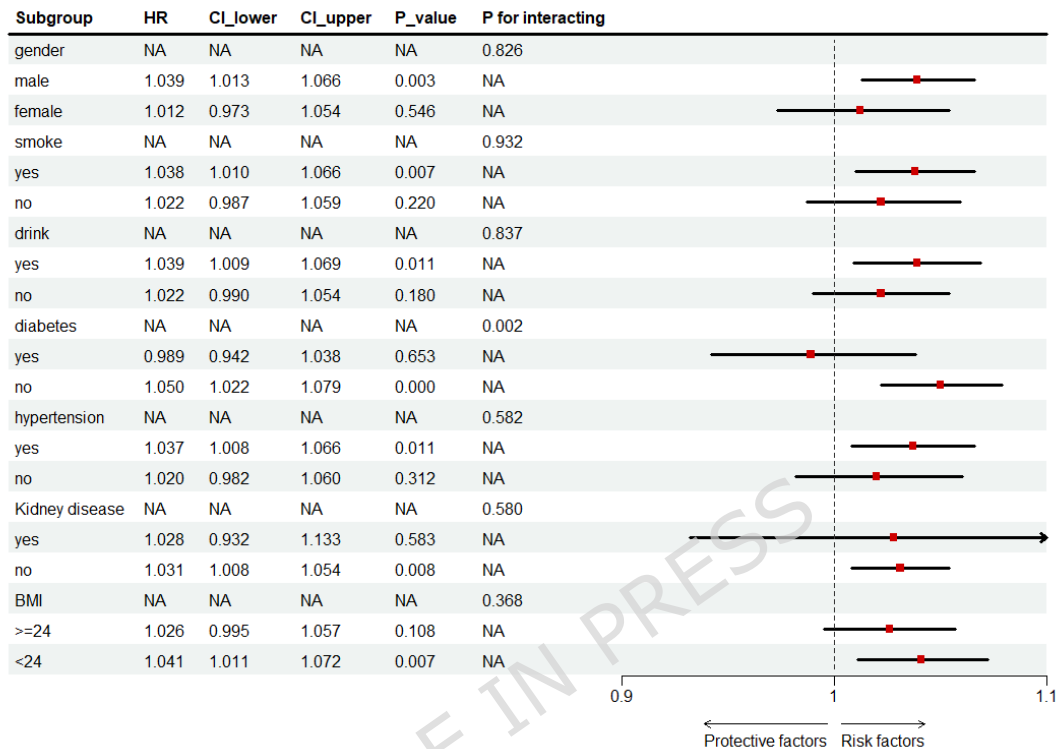 Subgroup HR CI_lower CI_upper P_value P for interacting
gender NA NA NA NA 0.826
male 1.039 1.013 1.066 0.003 NA
female 1.012 0.973 1.054 0.546 NA
smoke NA NA NA NA 0.932
yes 1.038 1.010 1.066 0.007 NA
no 1.022 0.987 1.059 0.220 NA
drink NA NA NA NA 0.837
yes 1.039 1.009 1.069 0.011 NA
no 1.022 0.990 1.054 0.180 NA
diabetes NA NA NA NA 0.002
yes 0.989 0.942 1.038 0.653 NA
no 1.050 1.022 1.079 0.000 NA
hypertension NA NA NA NA 0.582
yes 1.037 1.008 1.066 0.011 NA
no 1.020 0.982 1.060 0.312 NA
Kidney disease NA NA NA NA 0.580
yes 1.028 0.932 1.133 0.583 NA
no 1.031 1.008 1.054 0.008 NA
BMI NA NA NA NA 0.368
>=24 1.026 0.995 1.057 0.108 NA
<24 1.041 1.011 1.072 0.007 NA
0.9 1 1.1
Protective factors Risk factors
E IN PRESS